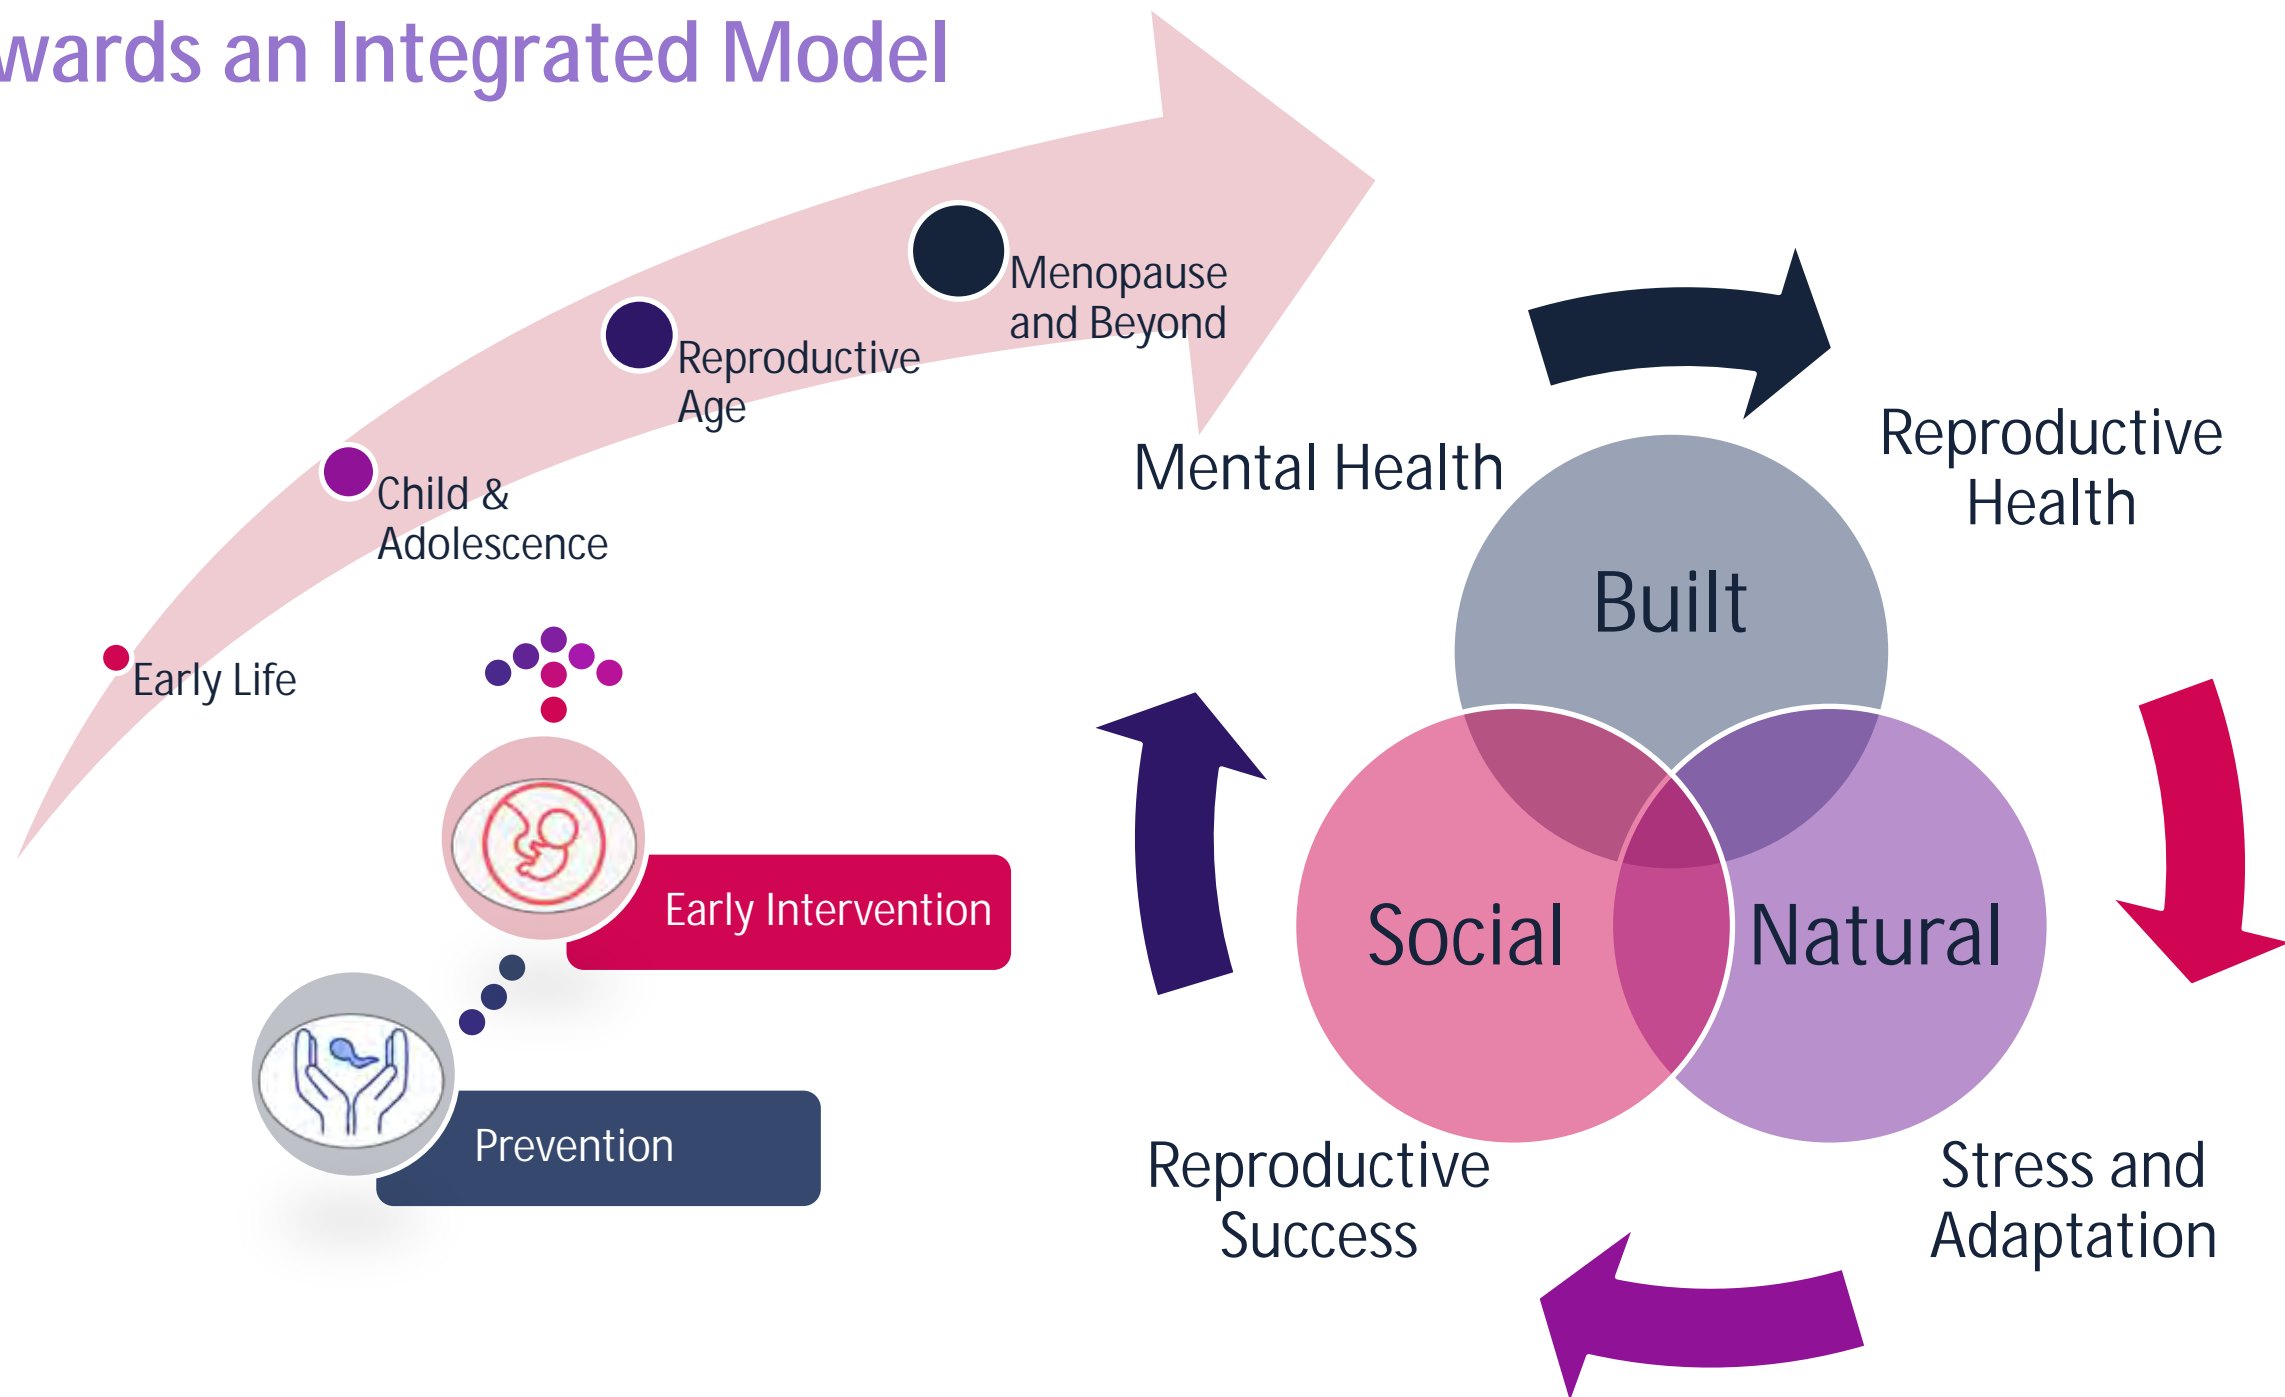 wards an Integrated Model
Menopause
and Beyond
Reproductive
Age
Child &
Adolescence
Early Life
Early Intervention
Prevention
Mental Health
Reproductive
Health
Built
Social
Natural
Reproductive
Success
Stress and
Adaptation